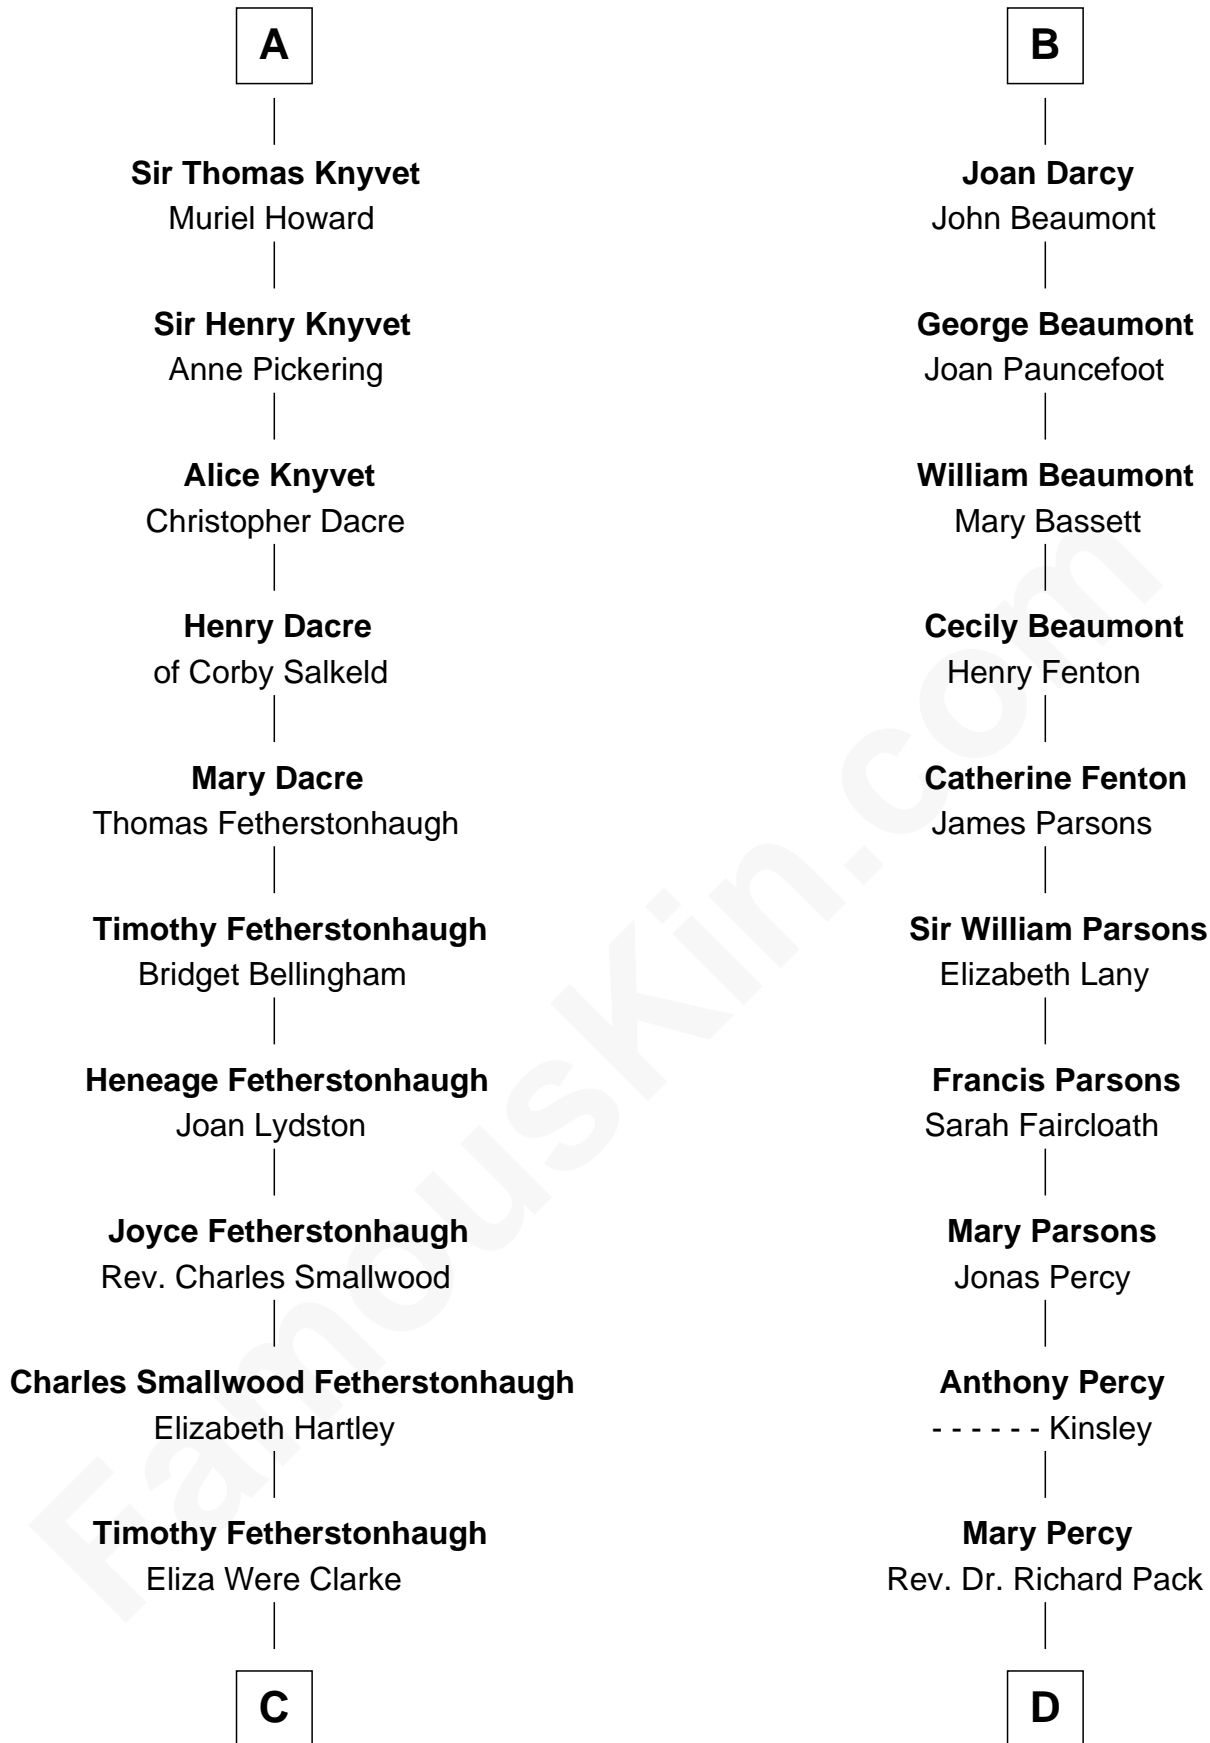 A
Sir Thomas Knyvet
Muriel Howard
Sir Henry Knyvet
Anne Pickering
Alice Knyvet
Christopher Dacre
Henry Dacre
of Corby Salkeld
Mary Dacre
Thomas Fetherstonhaugh
Timothy Fetherstonhaugh
Bridget Bellingham
Heneage Fetherstonhaugh
Joan Lydston
Joyce Fetherstonhaugh
Rev. Charles Smallwood
Charles Smallwood Fetherstonhaugh
Elizabeth Hartley
Timothy Fetherstonhaugh
Eliza Were Clarke
C
B
Joan Darcy
John Beaumont
George Beaumont
Joan Pauncefoot
William Beaumont
Mary Bassett
Cecily Beaumont
Henry Fenton
Catherine Fenton
James Parsons
Sir William Parsons
Elizabeth Lany
Francis Parsons
Sarah Faircloath
Mary Parsons
Jonas Percy
Anthony Percy
- - - - - - Kinsley
Mary Percy
Rev. Dr. Richard Pack
D
FamousKin.com